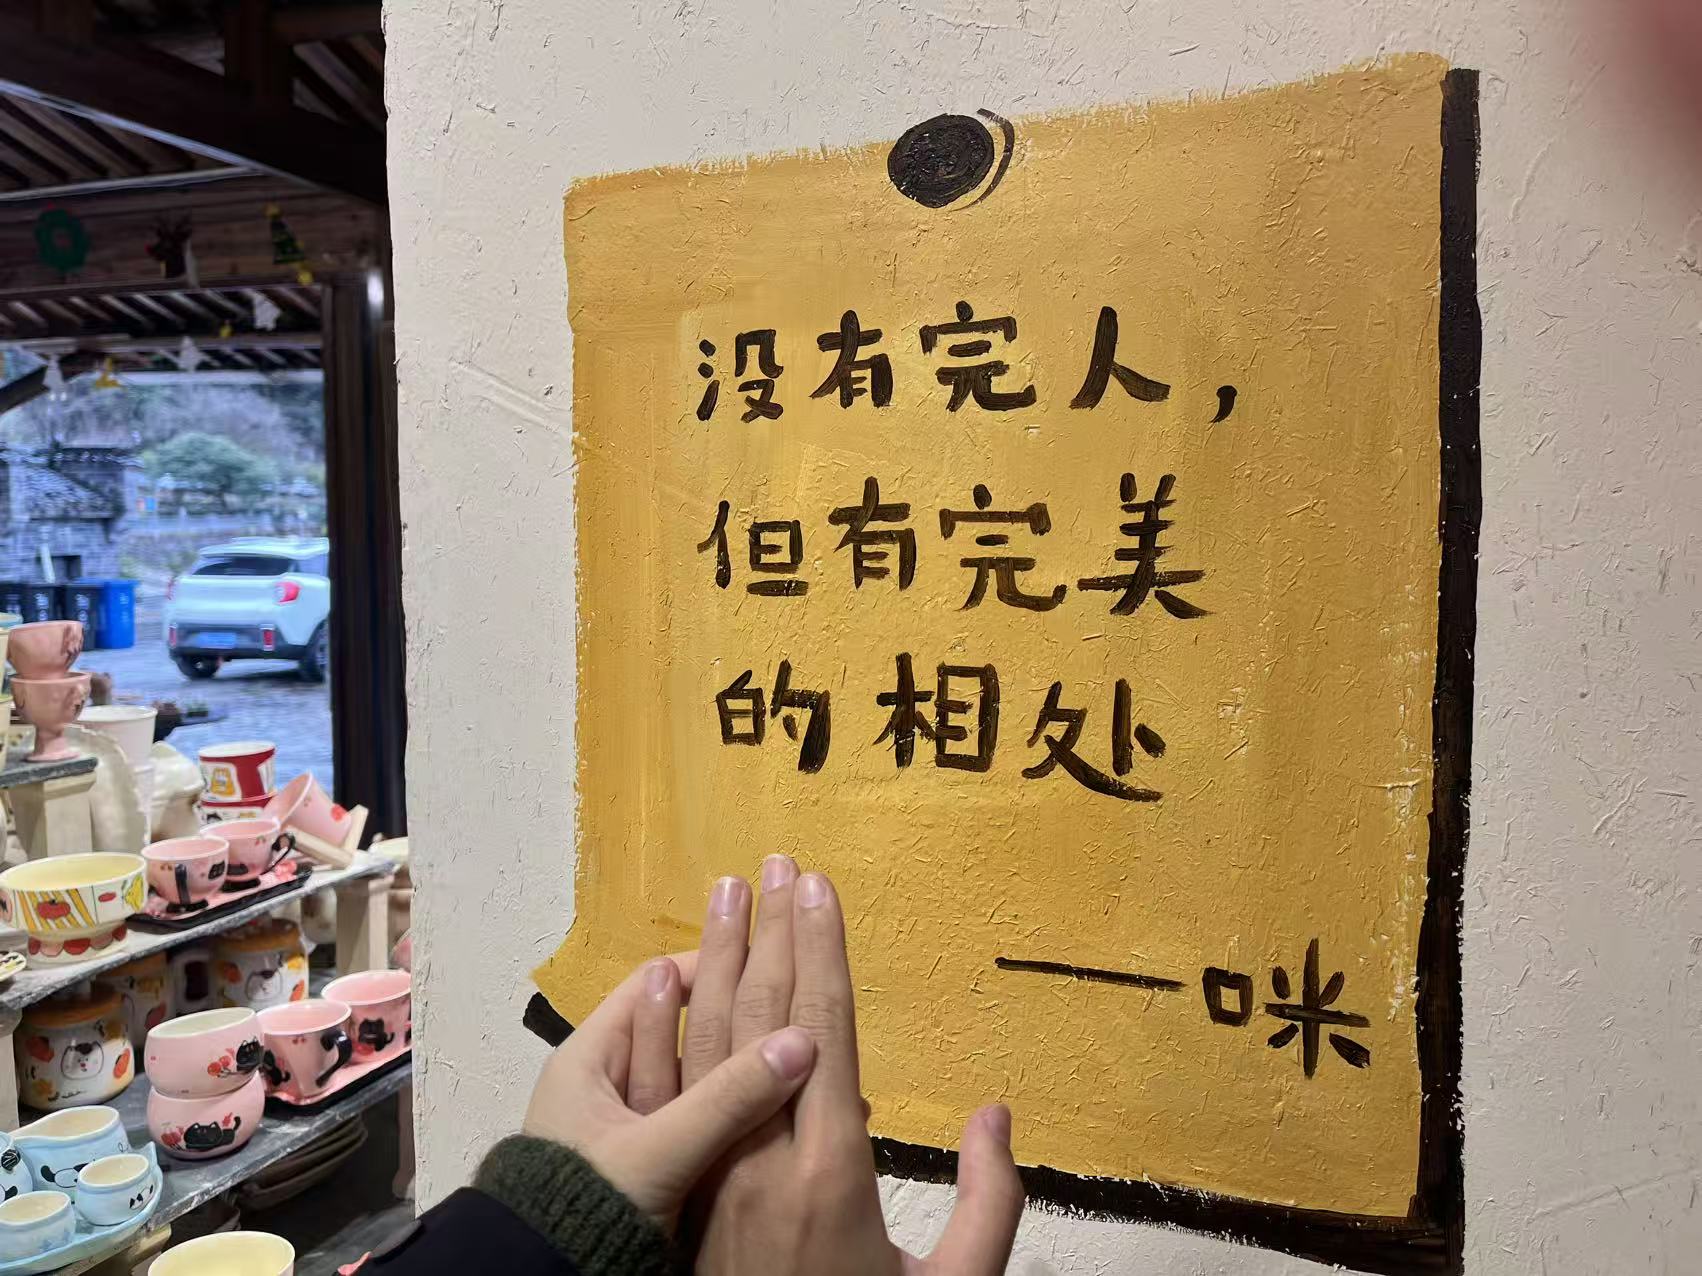 没有完人，
但有完美
的相处
——咪